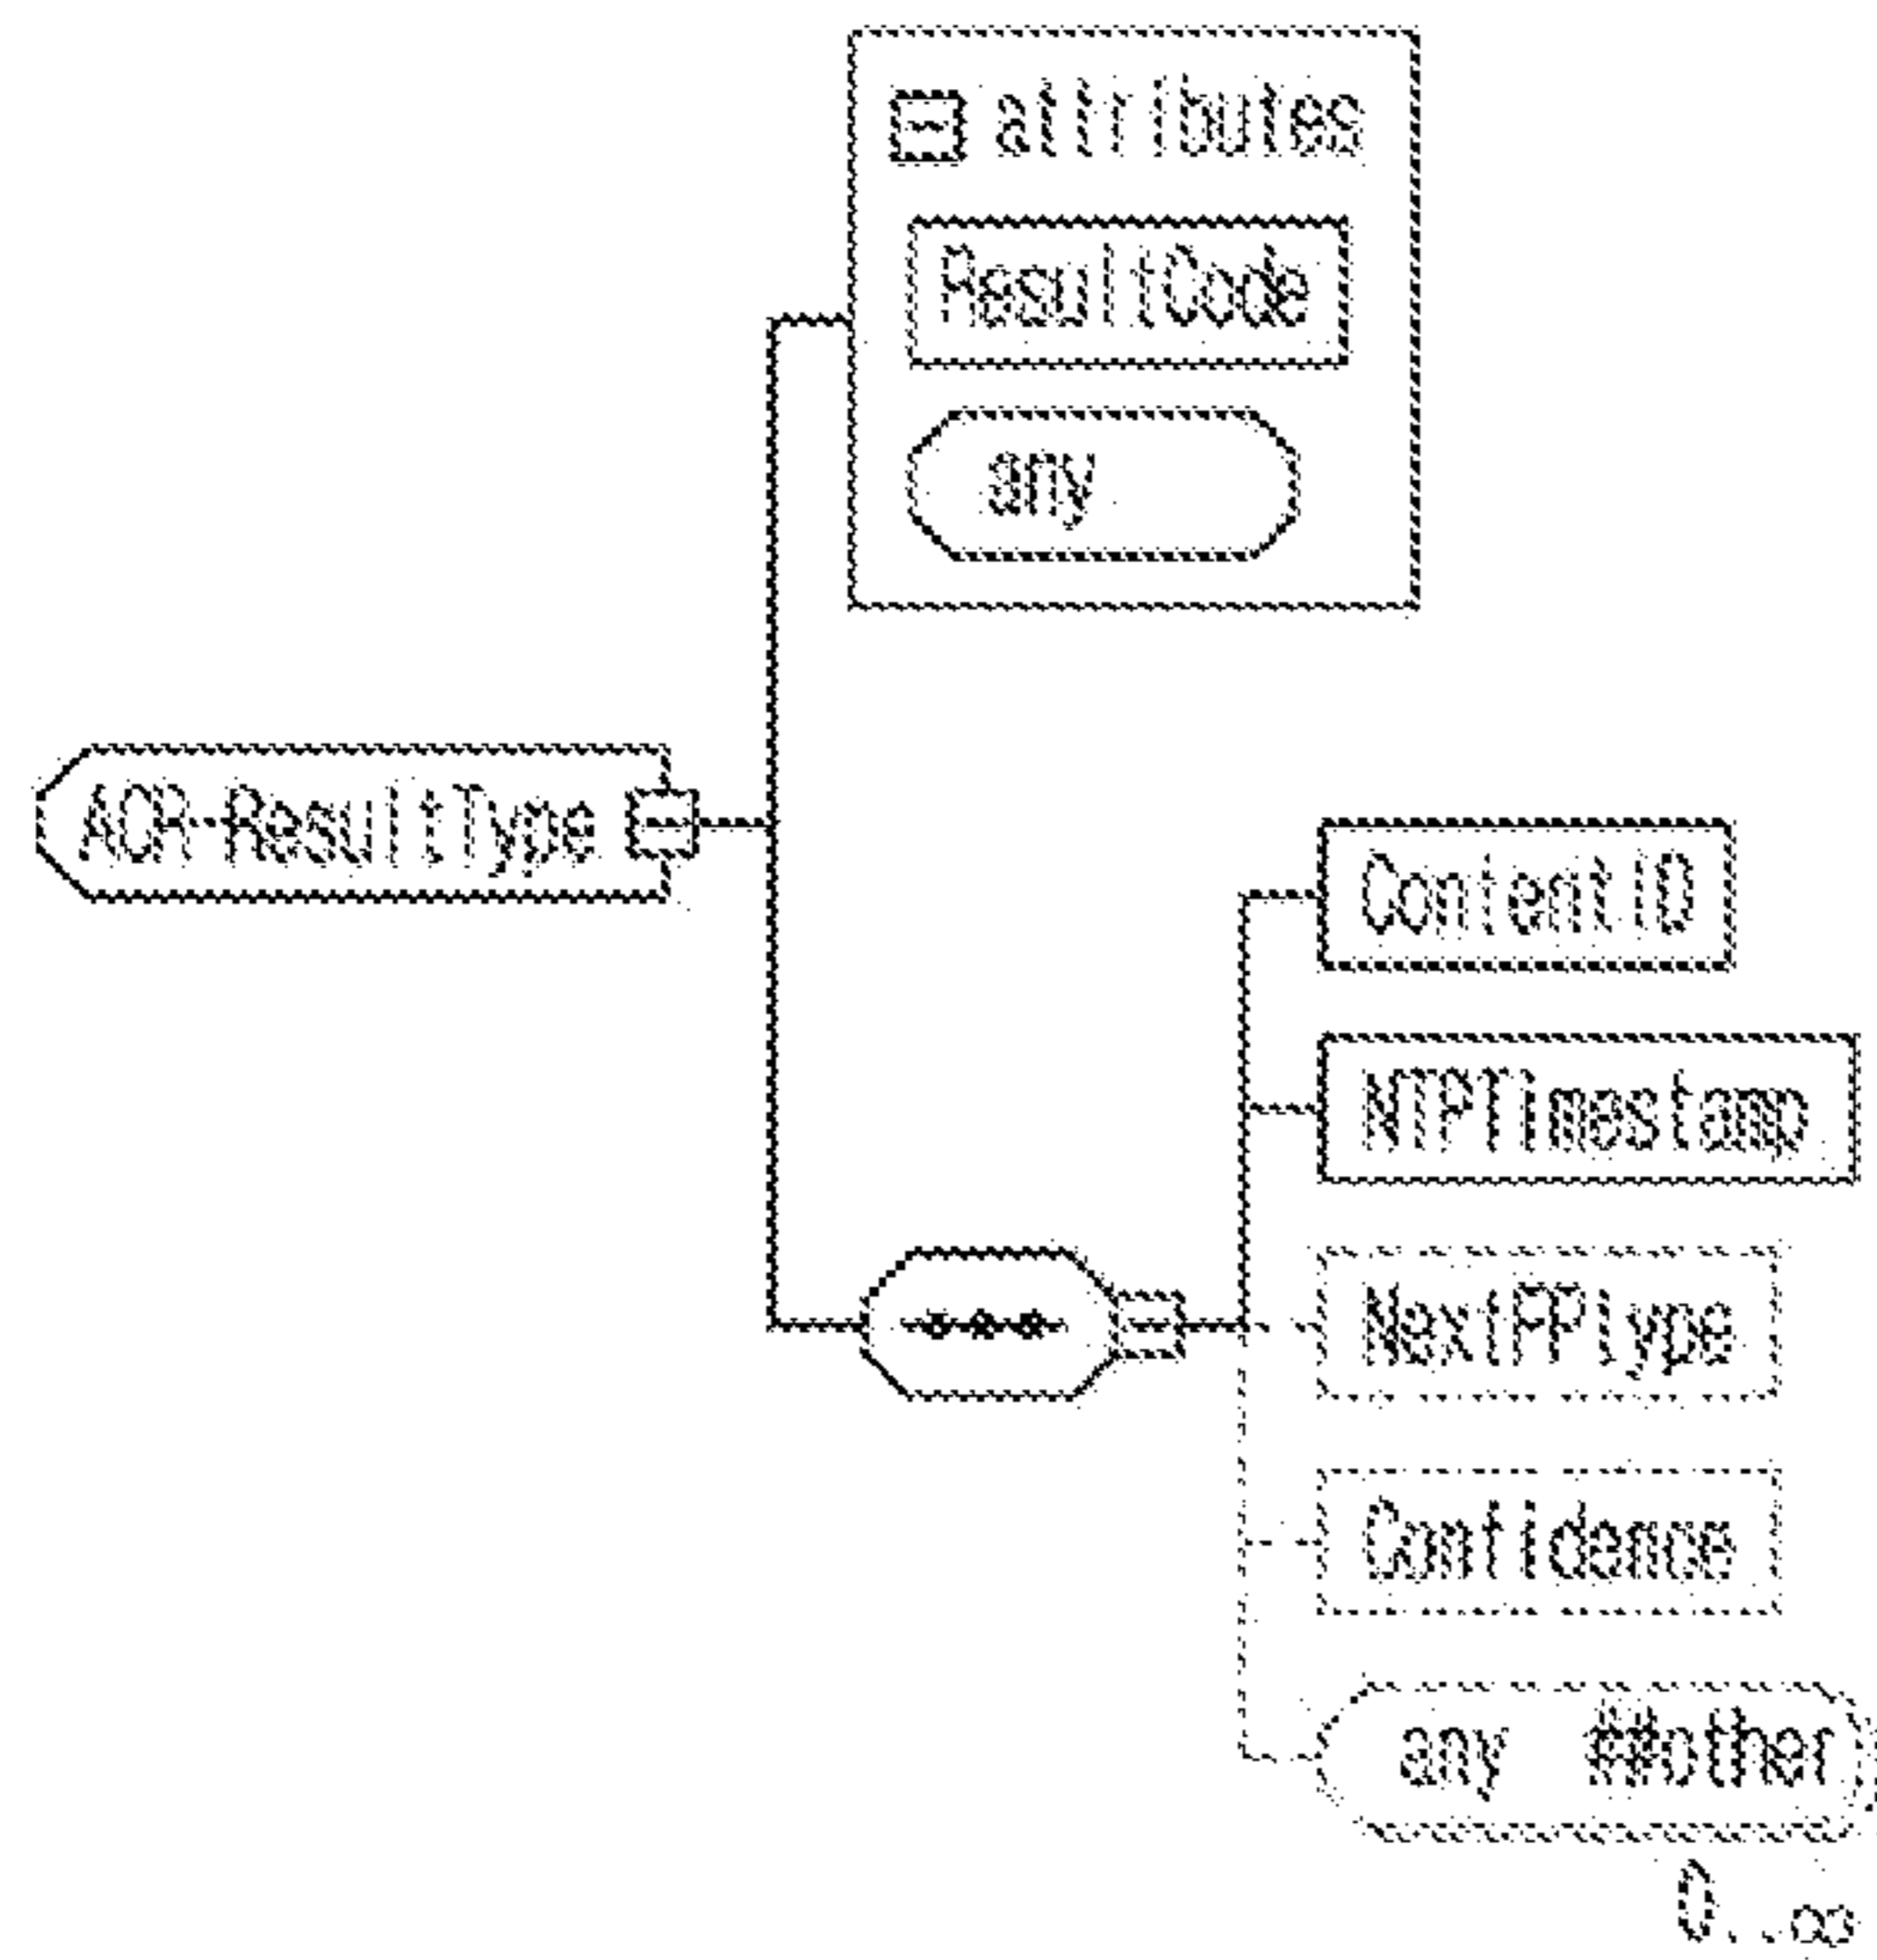 attributes
ResultCode
any
ACR-ResultType
ContentID
NTPTimestamp
NextFPType
Confidence
any ##other
0..∞